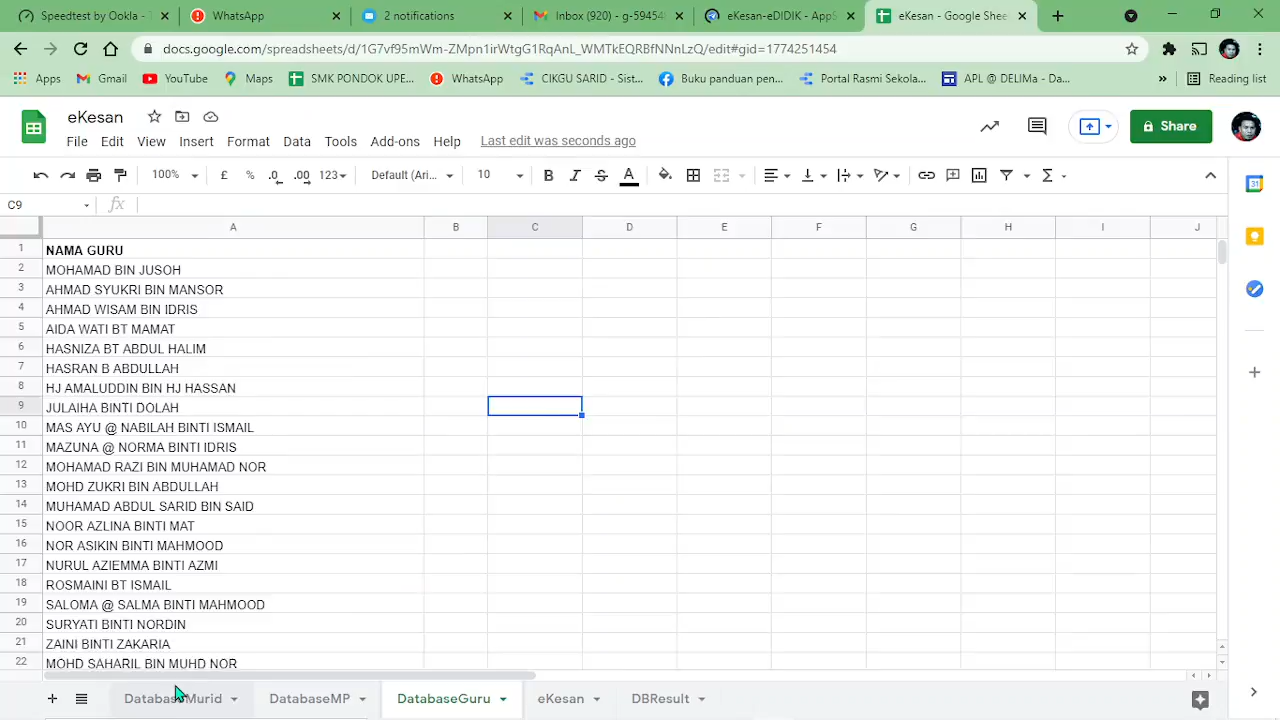 Speedtest by Ookla - T
WhatsApp
2 notifications
Inbox (920) - g-59454
eKesan-eDIDIK - AppS
eKesan - Google Shee
docs.google.com/spreadsheets/d/1G7vf95mWm-ZMpn1irWtgG1RqAnL_WMTkEQRBfNNnLzQ/edit#gid=1774251454
Apps Gmail YouTube Maps SMK PONDOK UPE... WhatsApp CIKGU SARID - Sist... Buku panduan pen... Portal Rasmi Sekola... APL @ DELIMa - Da... » Reading list
eKesan
File Edit View Insert Format Data Tools Add-ons Help Last edit was seconds ago
Share
100% £ % .0 .00 123 Default (Ari... 10 B I S A Σ
C9 fx
A B C D E F G H I J
1 NAMA GURU
2 MOHAMAD BIN JUSOH
3 AHMAD SYUKRI BIN MANSOR
4 AHMAD WISAM BIN IDRIS
5 AIDA WATI BT MAMAT
6 HASNIZA BT ABDUL HALIM
7 HASRAN B ABDULLAH
8 HJ AMALUDDIN BIN HJ HASSAN
9 JULAIHA BINTI DOLAH
10 MAS AYU @ NABILAH BINTI ISMAIL
11 MAZUNA @ NORMA BINTI IDRIS
12 MOHAMAD RAZI BIN MUHAMAD NOR
13 MOHD ZUKRI BIN ABDULLAH
14 MUHAMAD ABDUL SARID BIN SAID
15 NOOR AZLINA BINTI MAT
16 NOR ASIKIN BINTI MAHMOOD
17 NURUL AZIEMMA BINTI AZMI
18 ROSMAINI BT ISMAIL
19 SALOMA @ SALMA BINTI MAHMOOD
20 SURYATI BINTI NORDIN
21 ZAINI BINTI ZAKARIA
22 MOHD SAHARIL BIN MUHD NOR
DatabaseMurid DatabaseMP DatabaseGuru eKesan DBResult